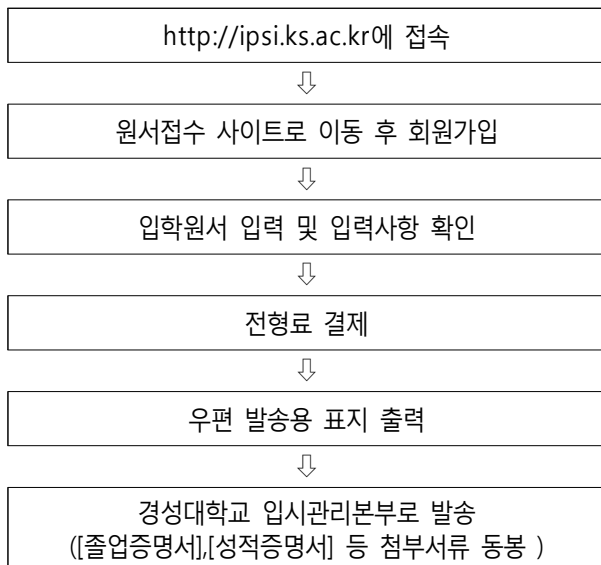 http://ipsi.ks.ac.kr에 접속
⇩
원서접수 사이트로 이동 후 회원가입
⇩
입학원서 입력 및 입력사항 확인
⇩
전형료 결제
⇩
우편 발송용 표지 출력
⇩
경성대학교 입시관리본부로 발송
([졸업증명서],[성적증명서] 등 첨부서류 동봉 )